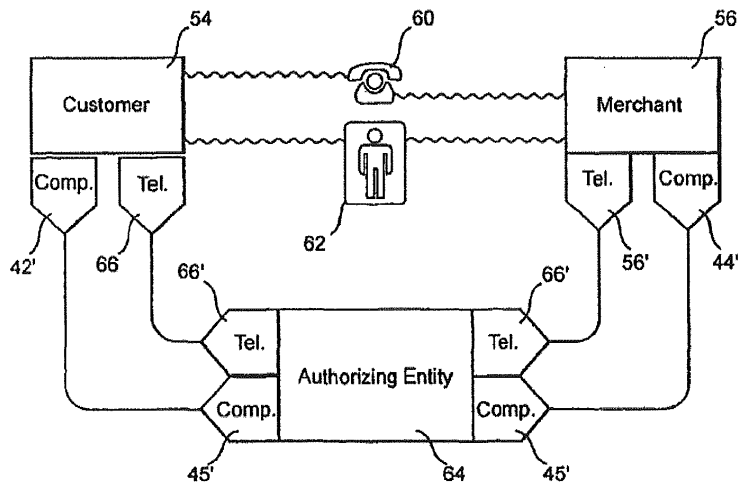 54
60
56
Customer
Merchant
Comp.
Tel.
Tel.
Comp.
42'
66
62
56'
44'
66'
66'
Tel.
Authorizing Entity
Tel.
Comp.
Comp.
45'
64
45'